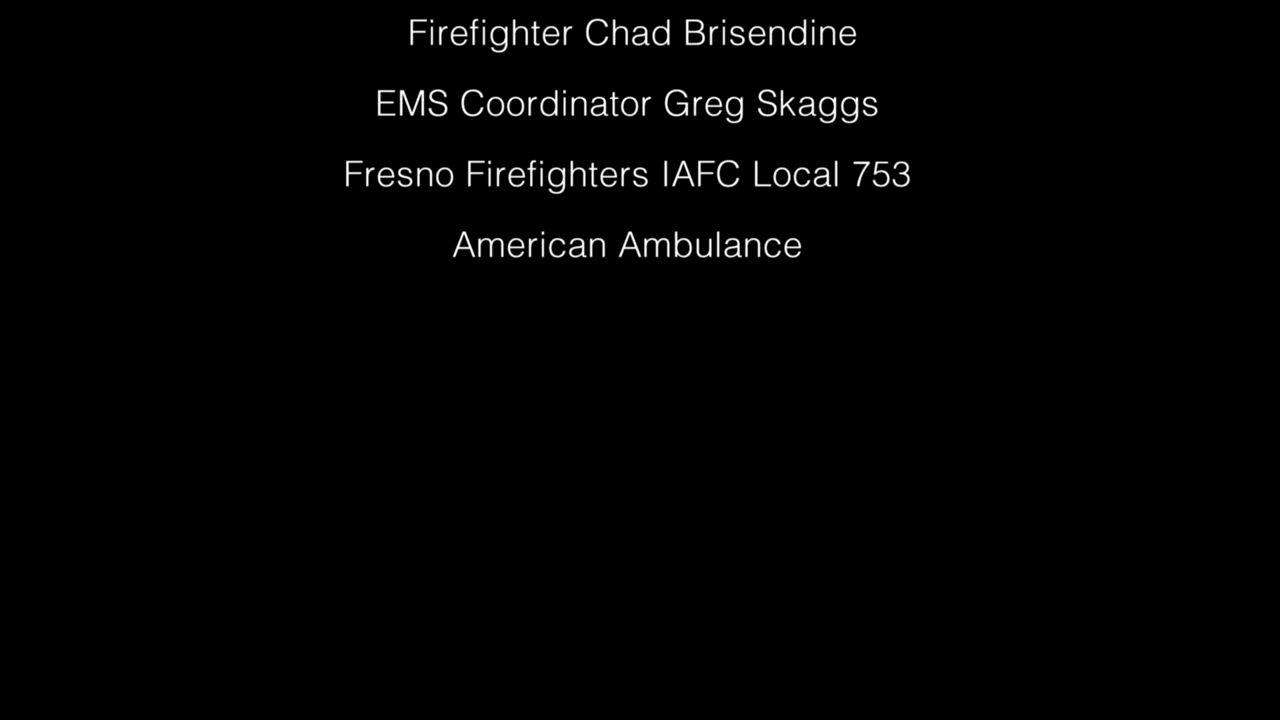 Firefighter Chad Brisendine
EMS Coordinator Greg Skaggs
Fresno Firefighters IAFC Local 753
American Ambulance